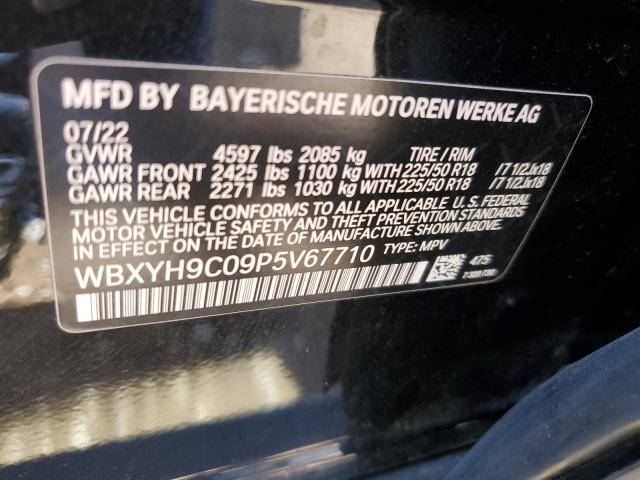 MFD BY BAYERISCHE MOTOREN WERKE AG
07/22
GVWR 4597 lbs 2085 kg TIRE / RIM
GAWR FRONT 2425 lbs 1100 kg WITH 225/50 R18 /7 1/2Jx18
GAWR REAR 2271 lbs 1030 kg WITH 225/50 R18 /7 1/2Jx18
THIS VEHICLE CONFORMS TO ALL APPLICABLE U.S. FEDERAL
MOTOR VEHICLE SAFETY AND THEFT PREVENTION STANDARDS
IN EFFECT ON THE DATE OF MANUFACTURE SHOWN ABOVE.
WBXYH9C09P5V67710 TYPE: MPV
475